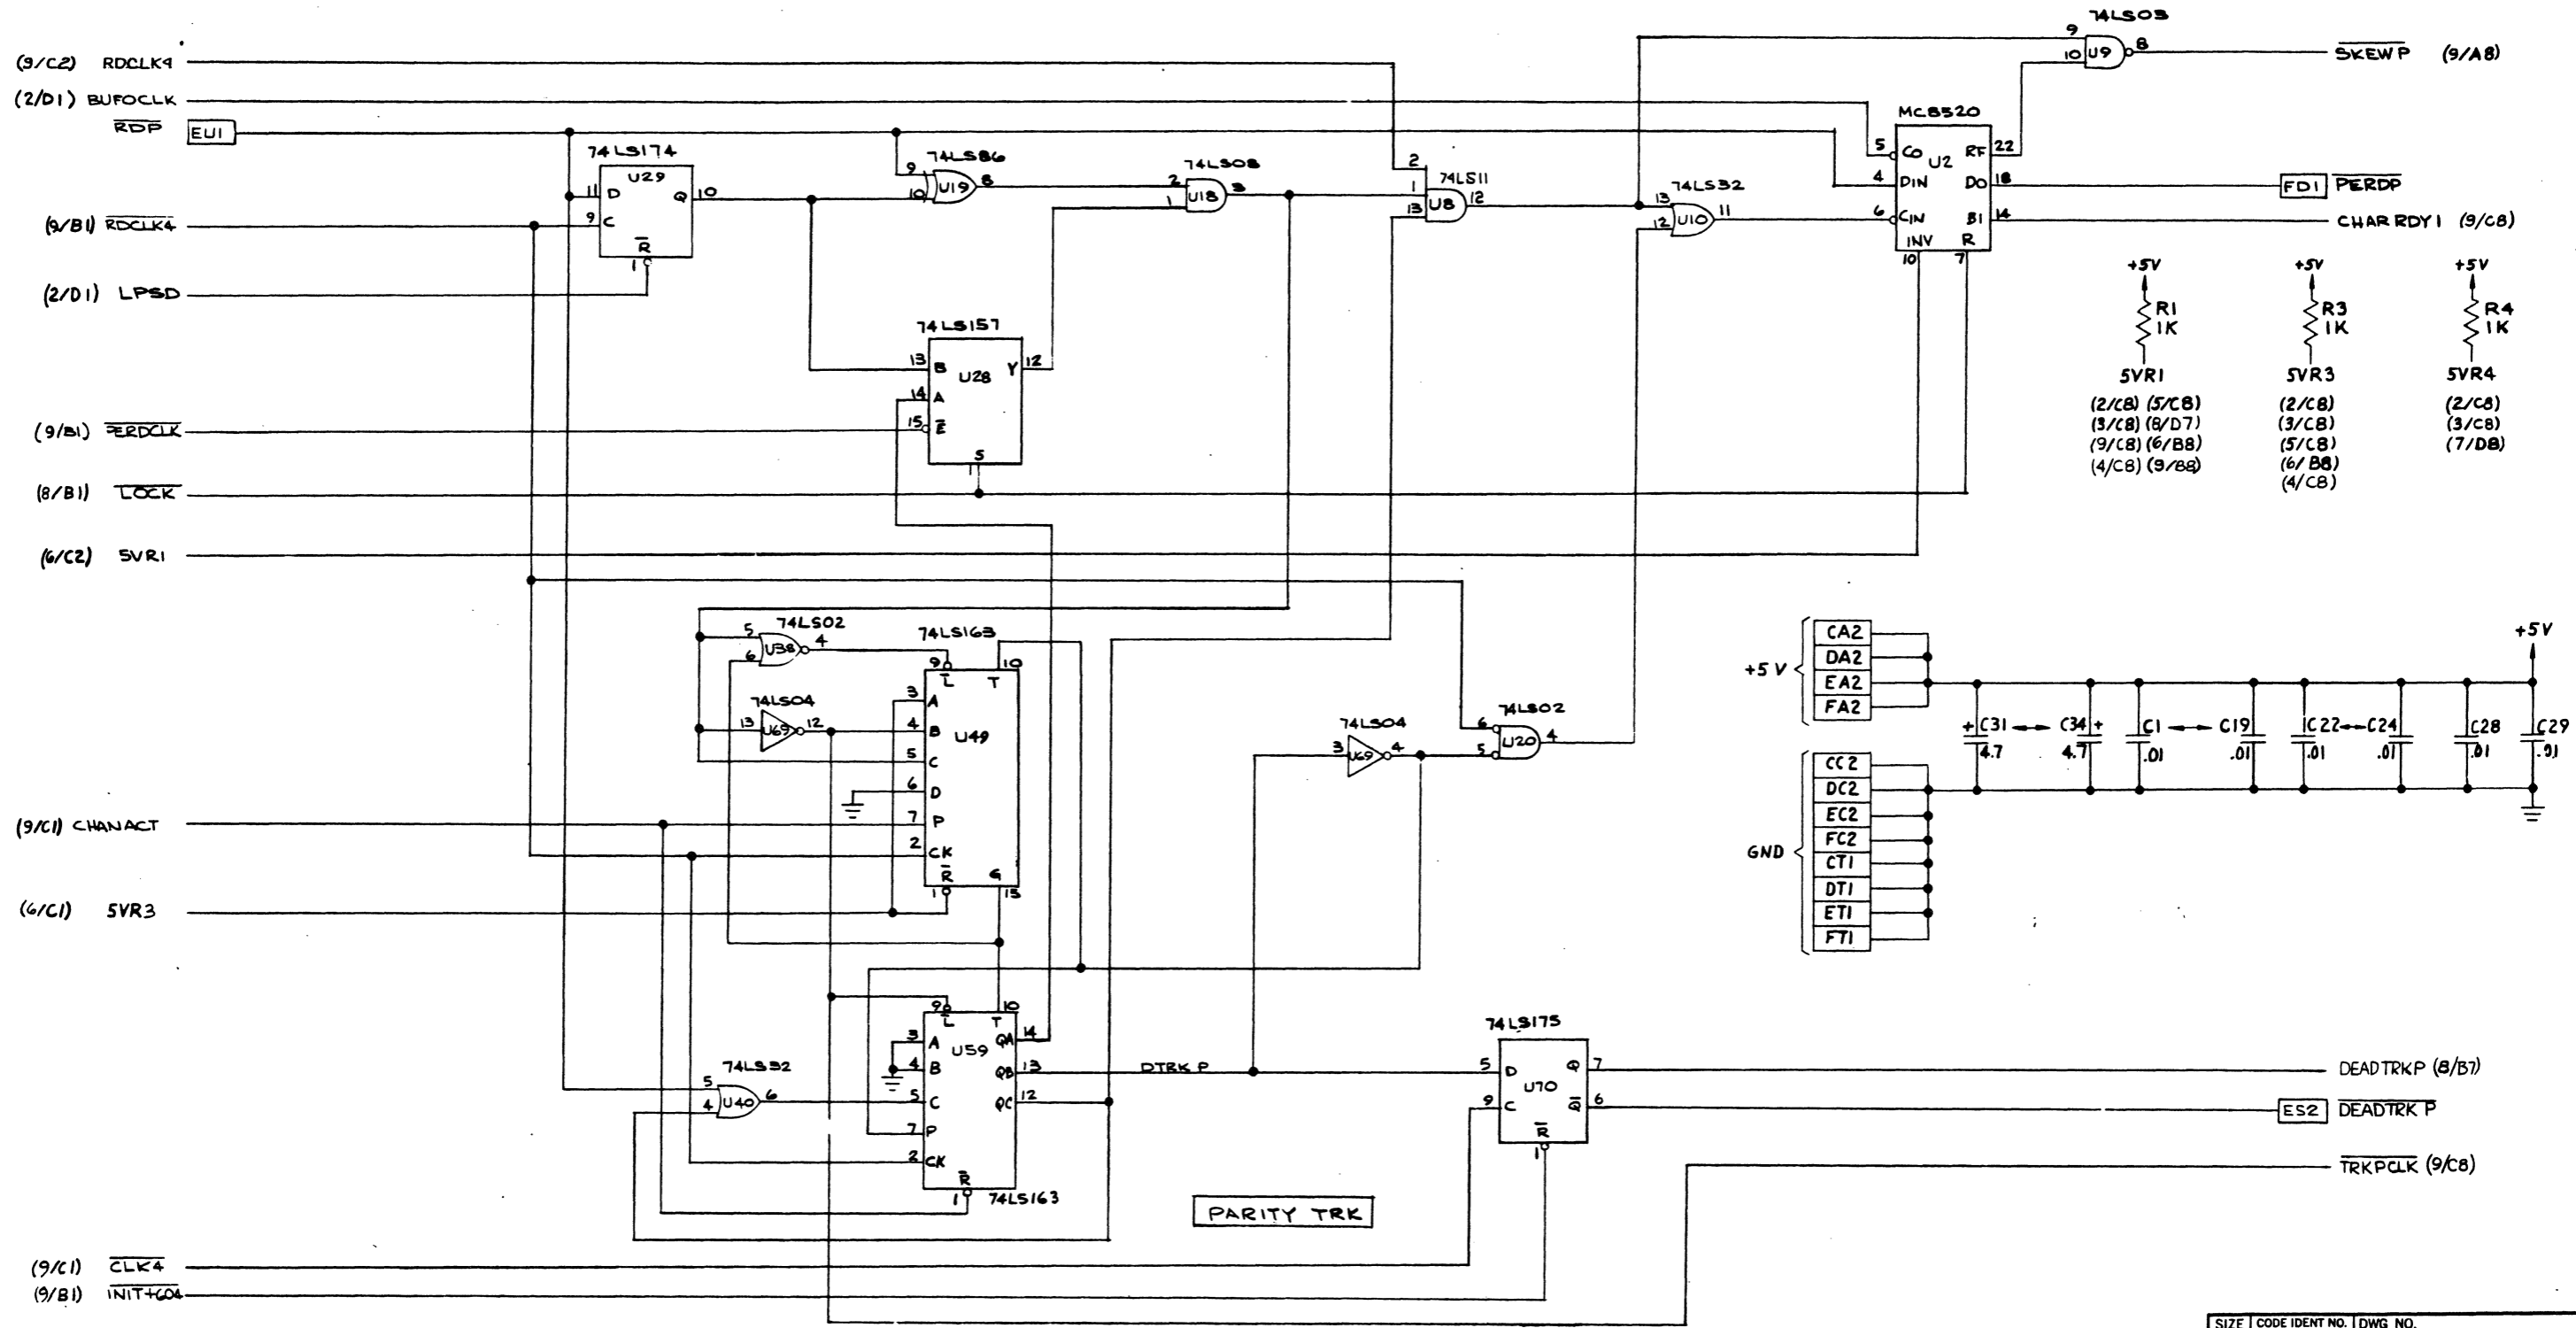 74LS03
(9/C2) RDCLK4
9
10
U9
8
SKEWP (9/A8)
(2/D1) BUFOCLK
RDP EU1
MC8520
74LS174
U29
11 D
9 C
Q 10
R
1
74LS86
9
10
U19
8
74LS08
2
1
U18
3
2
1
13
74LS11
U8
12
74LS32
13
12
U10
11
5 CO
U2
RF 22
4 DIN
DO 18
6 CIN
B1 14
INV
R
10
7
FD1 PERDP
CHAR RDY1 (9/C8)
(9/B1) RDCLK4
(2/D1) LPSD
74LS157
13 B
U28
Y 12
14 A
15 E
S
1
(9/B1) PERDCLK
(8/B1) LOCK
(6/C2) 5VR1
+5V
R1
1K
5VR1
(2/C8) (5/C8)
(3/C8) (8/D7)
(9/C8) (6/B8)
(4/C8) (9/B8)
+5V
R3
1K
5VR3
(2/C8)
(3/C8)
(5/C8)
(6/B8)
(4/C8)
+5V
R4
1K
5VR4
(2/C8)
(3/C8)
(7/D8)
74LS02
5
6
U38
4
74LS163
9
L
T
10
3 A
4 B
U49
5 C
6 D
7 P
2 CK
R
1
G
15
74LS04
13
U69
12
(9/C1) CHANACT
(6/C1) 5VR3
74LS04
3
U69
4
74LS02
6
5
U20
4
+5V
CA2
DA2
EA2
FA2
GND
CC2
DC2
EC2
FC2
CT1
DT1
ET1
FT1
+5V
+ C31
4.7
C34 +
4.7
C1
.01
C19
.01
C22
.01
C24
.01
C28
.01
C29
.01
74LS32
5
4
U40
6
9
L
T
10
3 A
4 B
U59
5 C
7 P
2 CK
R
1
QA 14
QB 13
QC 12
74LS163
DTRK P
74LS175
5 D
Q 7
U70
9 C
Q 6
R
1
DEADTRKP (8/B7)
ES2 DEADTRK P
TRKPCLK (9/C8)
PARITY TRK
(9/C1) CLK4
(9/B1) INIT+GO4
SIZE CODE IDENT NO. DWG NO.